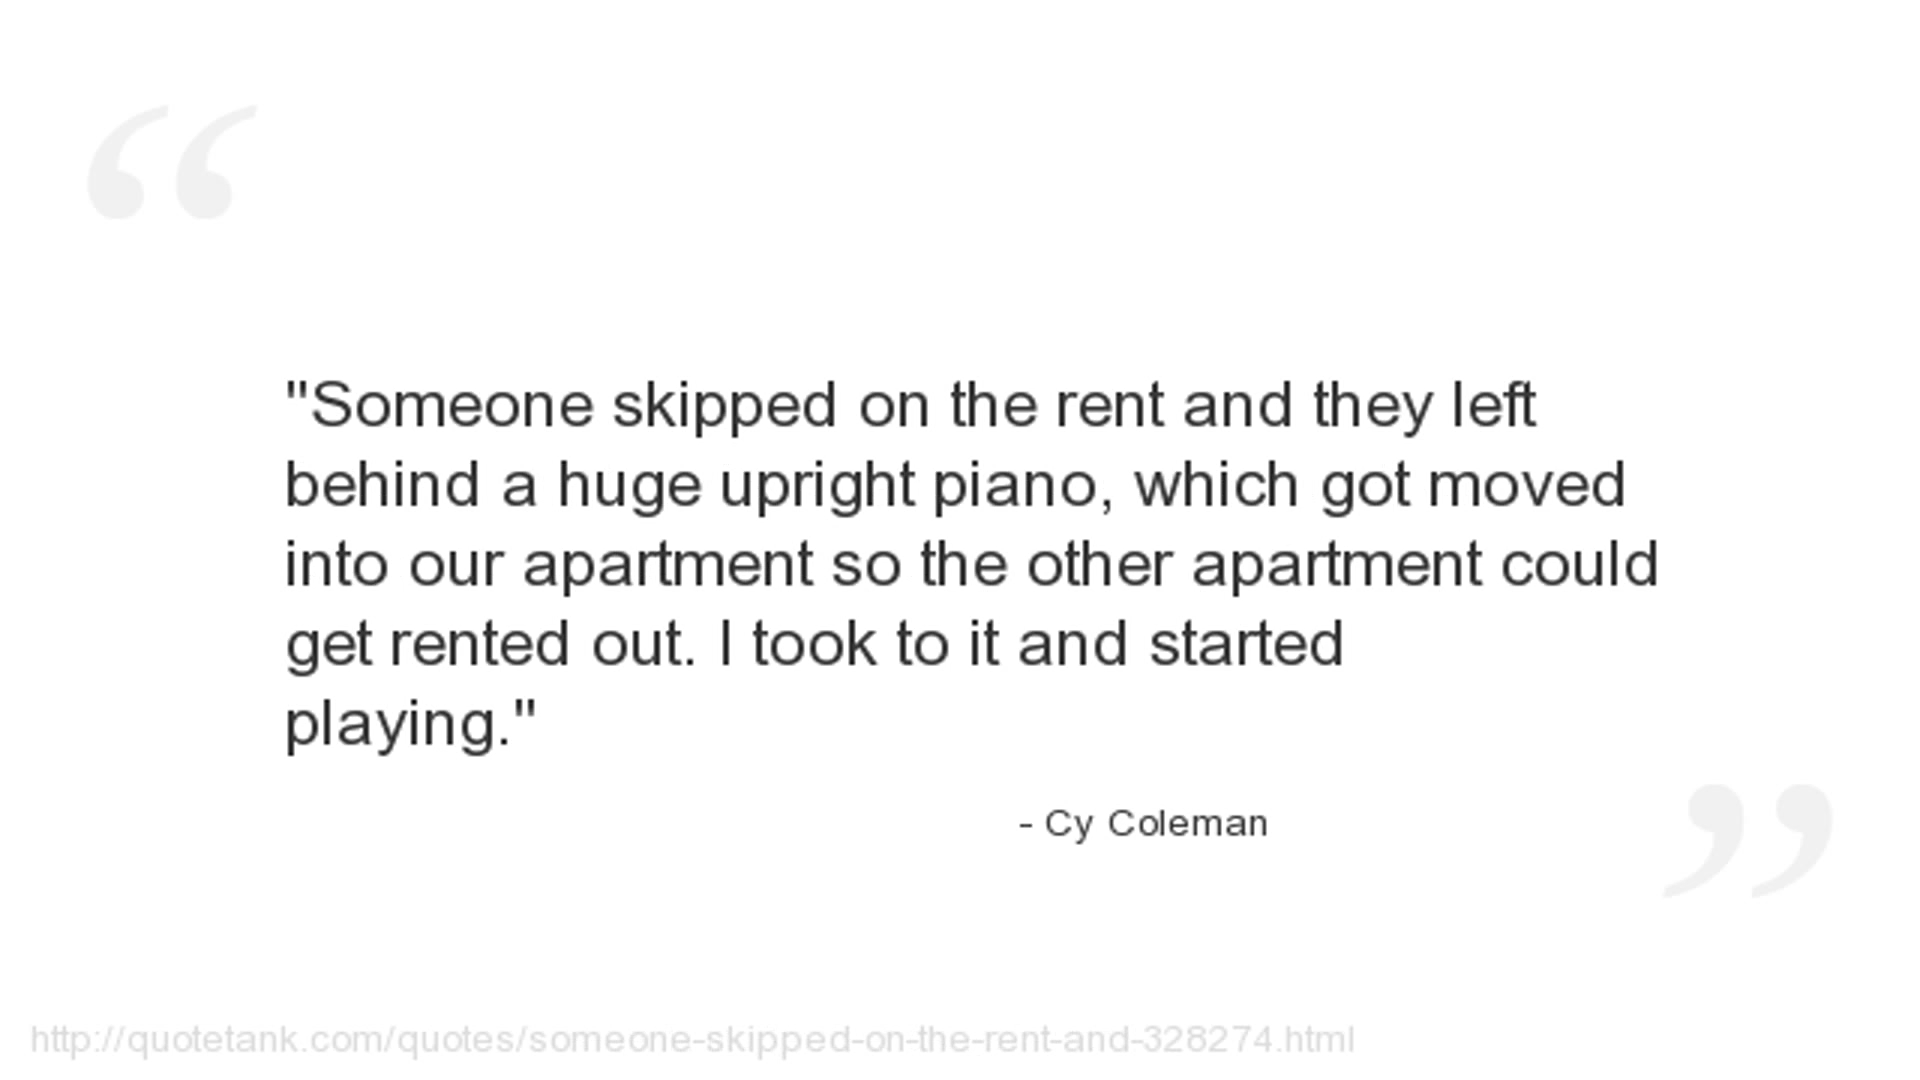 "Someone skipped on the rent and they left
behind a huge upright piano, which got moved
into our apartment so the other apartment could
get rented out. I took to it and started
playing."
- Cy Coleman
http://quotetank.com/quotes/someone-skipped-on-the-rent-and-328274.html